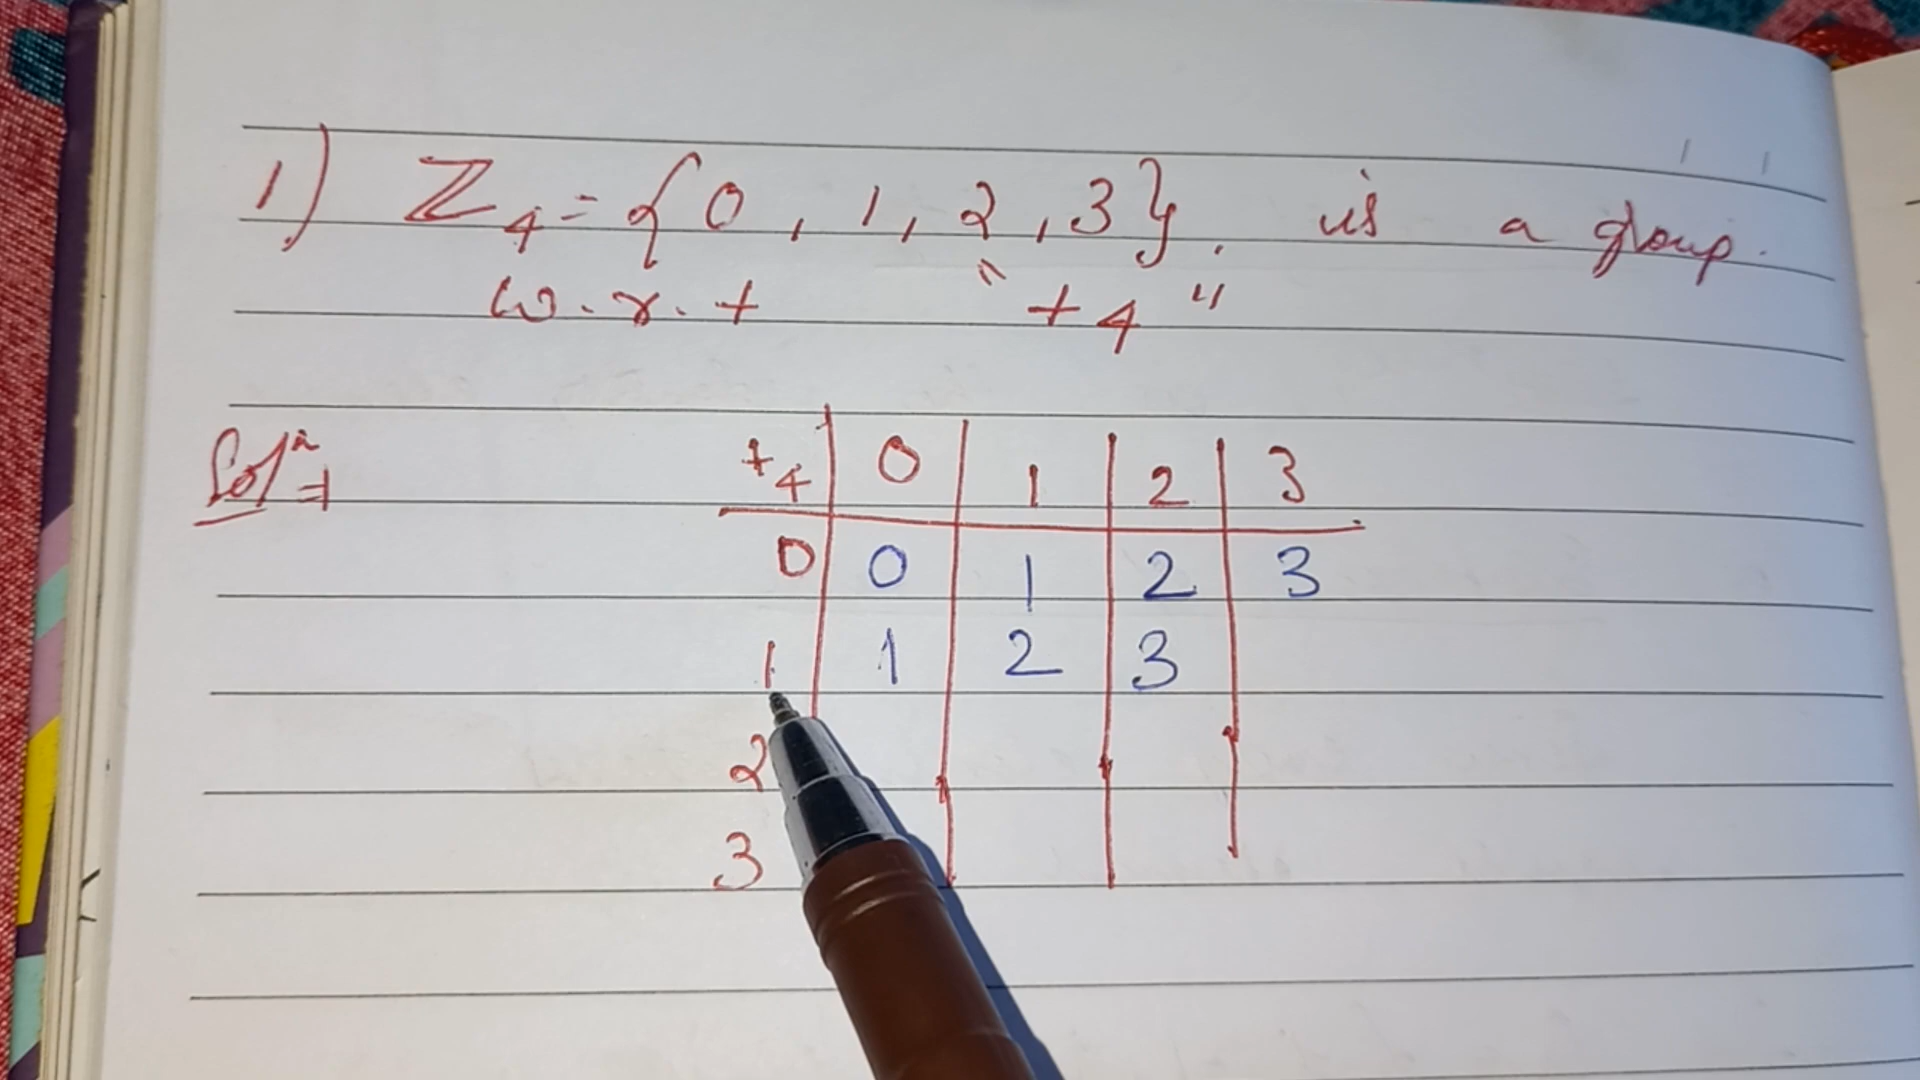 1) ℤ4 = {0, 1, 2, 3}. is a group.
w.r.t "+4"
Solⁿ ⇒
+4 0 1 2 3
0 0 1 2 3
1 1 2 3
2
3